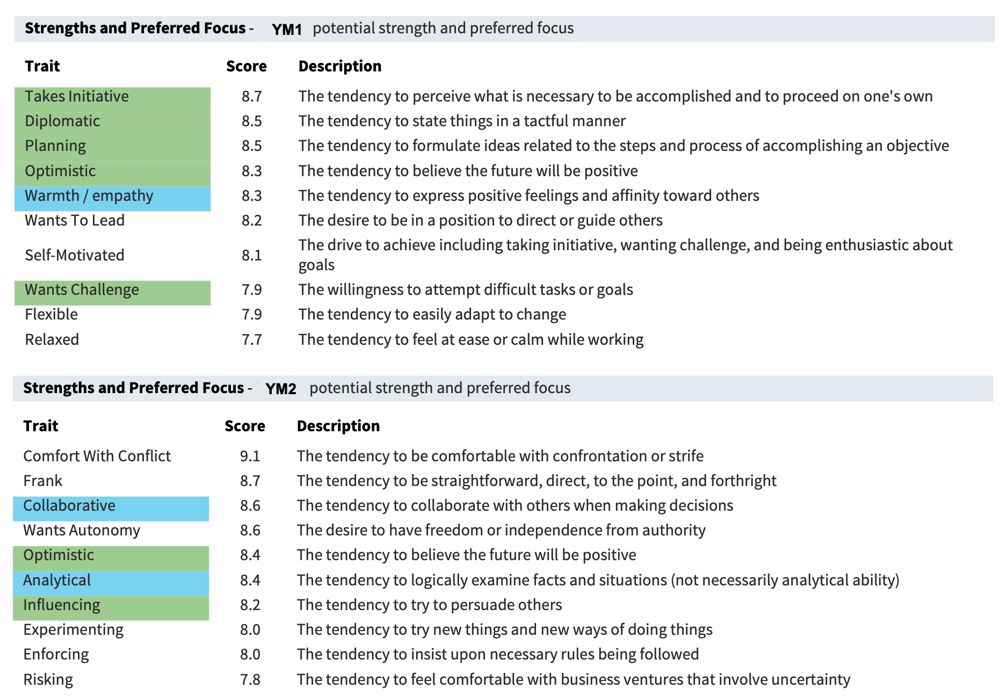 Strengths and Preferred Focus - YM1 potential strength and preferred focus
Trait Score Description
Takes Initiative 8.7 The tendency to perceive what is necessary to be accomplished and to proceed on one's own
Diplomatic 8.5 The tendency to state things in a tactful manner
Planning 8.5 The tendency to formulate ideas related to the steps and process of accomplishing an objective
Optimistic 8.3 The tendency to believe the future will be positive
Warmth / empathy 8.3 The tendency to express positive feelings and affinity toward others
Wants To Lead 8.2 The desire to be in a position to direct or guide others
Self-Motivated 8.1 The drive to achieve including taking initiative, wanting challenge, and being enthusiastic about
goals
Wants Challenge 7.9 The willingness to attempt difficult tasks or goals
Flexible 7.9 The tendency to easily adapt to change
Relaxed 7.7 The tendency to feel at ease or calm while working
Strengths and Preferred Focus - YM2 potential strength and preferred focus
Trait Score Description
Comfort With Conflict 9.1 The tendency to be comfortable with confrontation or strife
Frank 8.7 The tendency to be straightforward, direct, to the point, and forthright
Collaborative 8.6 The tendency to collaborate with others when making decisions
Wants Autonomy 8.6 The desire to have freedom or independence from authority
Optimistic 8.4 The tendency to believe the future will be positive
Analytical 8.4 The tendency to logically examine facts and situations (not necessarily analytical ability)
Influencing 8.2 The tendency to try to persuade others
Experimenting 8.0 The tendency to try new things and new ways of doing things
Enforcing 8.0 The tendency to insist upon necessary rules being followed
Risking 7.8 The tendency to feel comfortable with business ventures that involve uncertainty